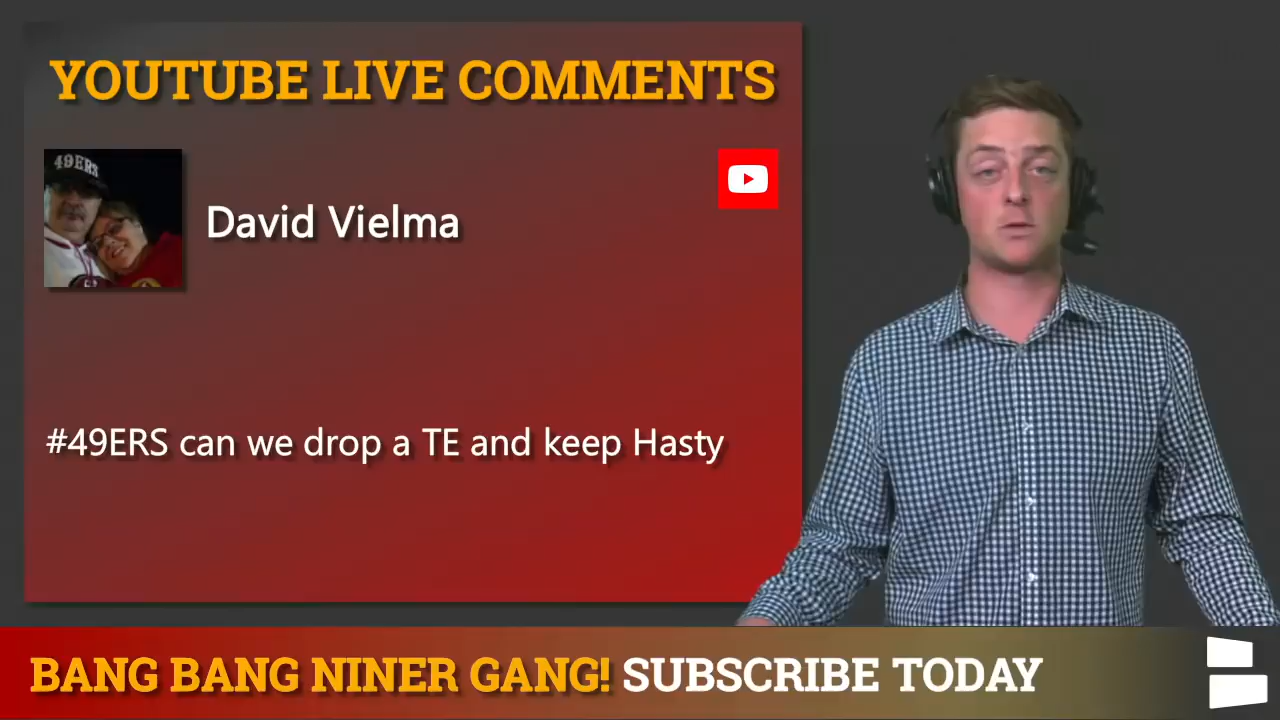 YOUTUBE LIVE COMMENTS
49ERS
David Vielma
#49ERS can we drop a TE and keep Hasty
BANG BANG NINER GANG! SUBSCRIBE TODAY